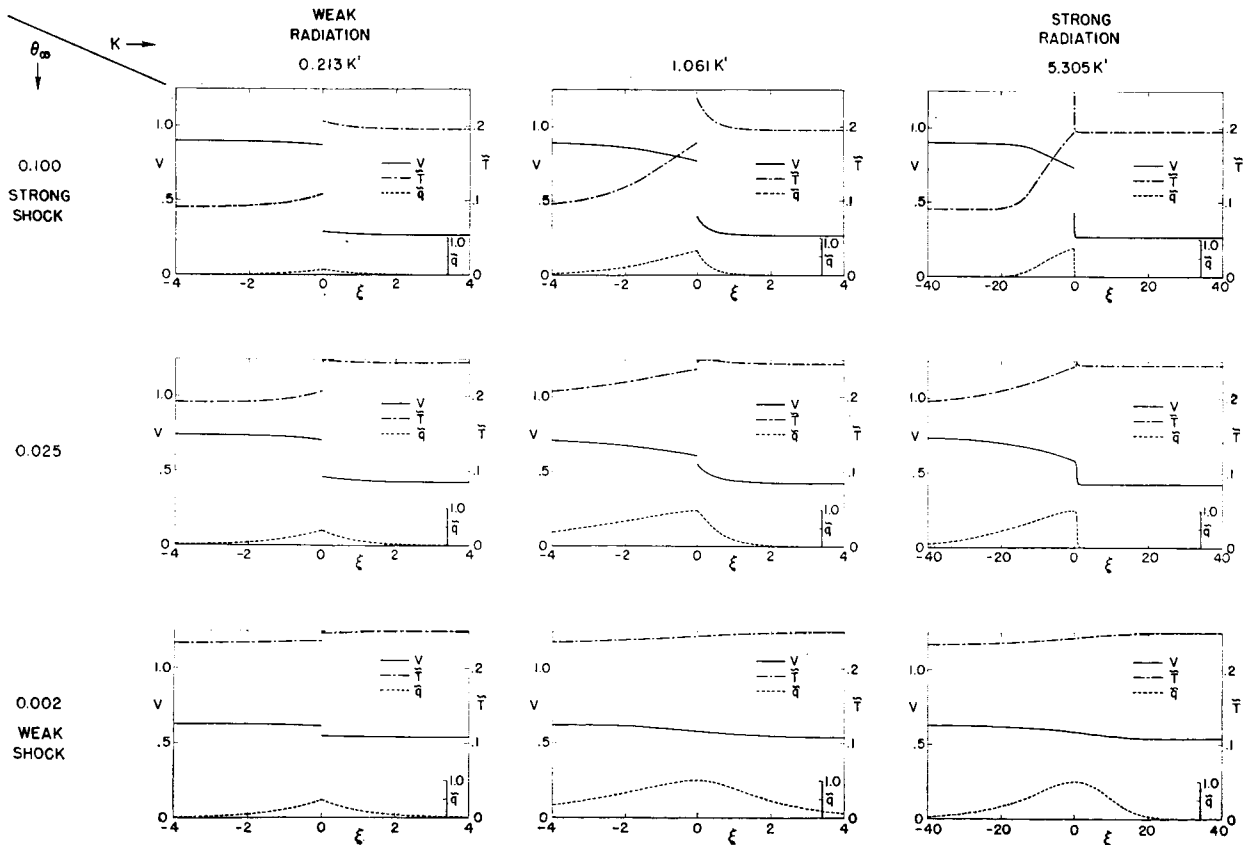 WEAK
RADIATION
STRONG
RADIATION
K →
θ∞
↓
0.213 K'
1.061 K'
5.305 K'
0.100
STRONG
SHOCK
1.0
V
.5
0
V
T̃
q̃
.2
T̃
.1
1.0
q̃
0
-4
-2
0
2
4
ξ
1.0
V
.5
0
V
T̃
q̃
.2
T̃
.1
1.0
q̃
0
-4
-2
0
2
4
ξ
1.0
V
.5
0
V
T̃
q̃
.2
T̃
.1
1.0
q̃
0
-40
-20
0
20
40
ξ
0.025
1.0
V
.5
0
V
T̃
q̃
.2
T̃
.1
1.0
q̃
0
-4
-2
0
2
4
ξ
1.0
V
.5
0
V
T̃
q̃
.2
T̃
.1
1.0
q̃
0
-4
-2
0
2
4
ξ
1.0
V
.5
0
V
T̃
q̃
.2
T̃
.1
1.0
q̃
0
-40
-20
0
20
40
ξ
0.002
WEAK
SHOCK
1.0
V
.5
0
V
T̃
q̃
.2
T̃
.1
1.0
q̃
0
-4
-2
0
2
4
ξ
1.0
V
.5
0
V
T̃
q̃
.2
T̃
.1
1.0
q̃
0
-4
-2
0
2
4
ξ
1.0
V
.5
0
V
T̃
q̃
.2
T̃
.1
1.0
q̃
0
-40
-20
0
20
40
ξ